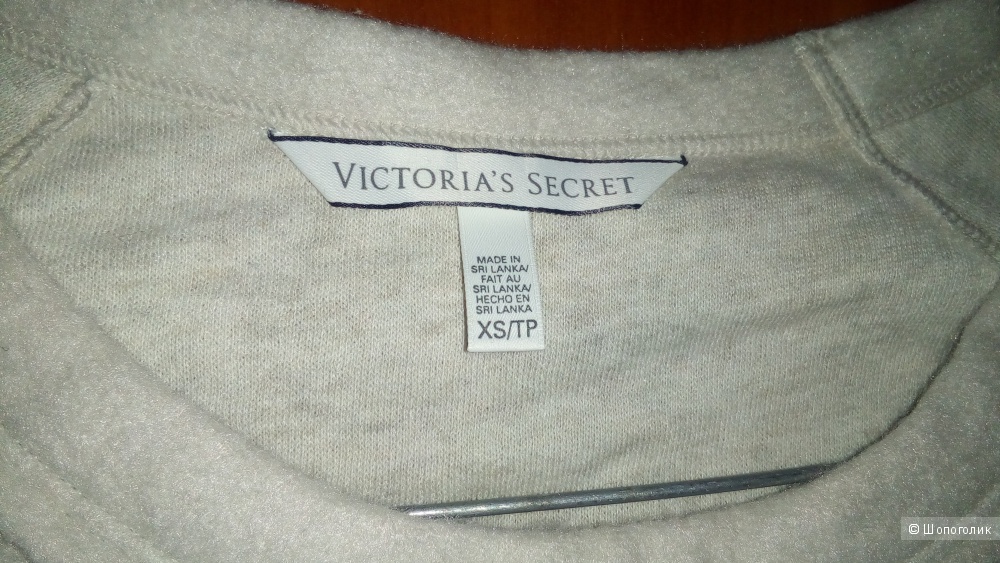 VICTORIA'S SECRET
MADE IN
SRI LANKA/
FAIT AU
SRI LANKA/
HECHO EN
SRI LANKA
XS/TP
© Шопоголик